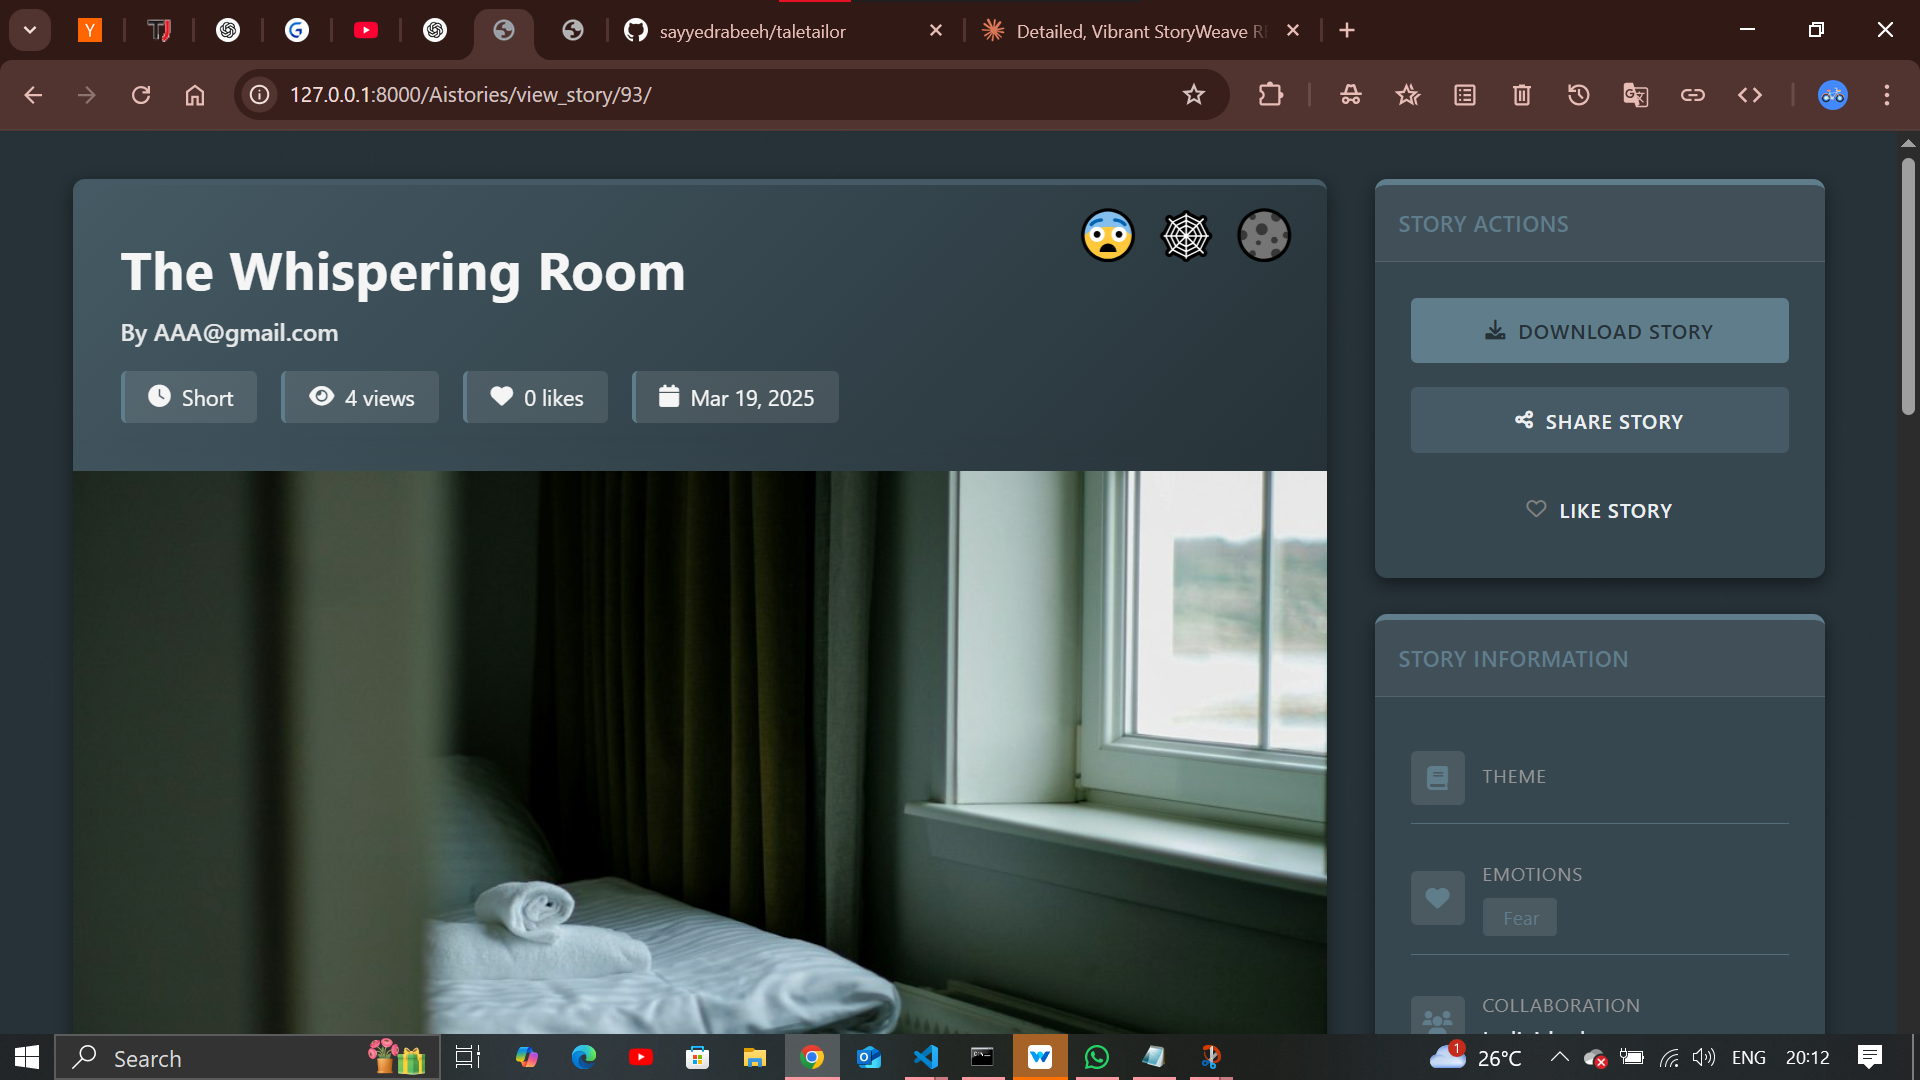 sayyedrabeeh/taletailor
Detailed, Vibrant StoryWeave
127.0.0.1:8000/Aistories/view_story/93/
The Whispering Room
By AAA@gmail.com
Short
4 views
0 likes
Mar 19, 2025
STORY ACTIONS
DOWNLOAD STORY
SHARE STORY
LIKE STORY
STORY INFORMATION
THEME
EMOTIONS
Fear
COLLABORATION
Search
1
26°C
ENG
20:12